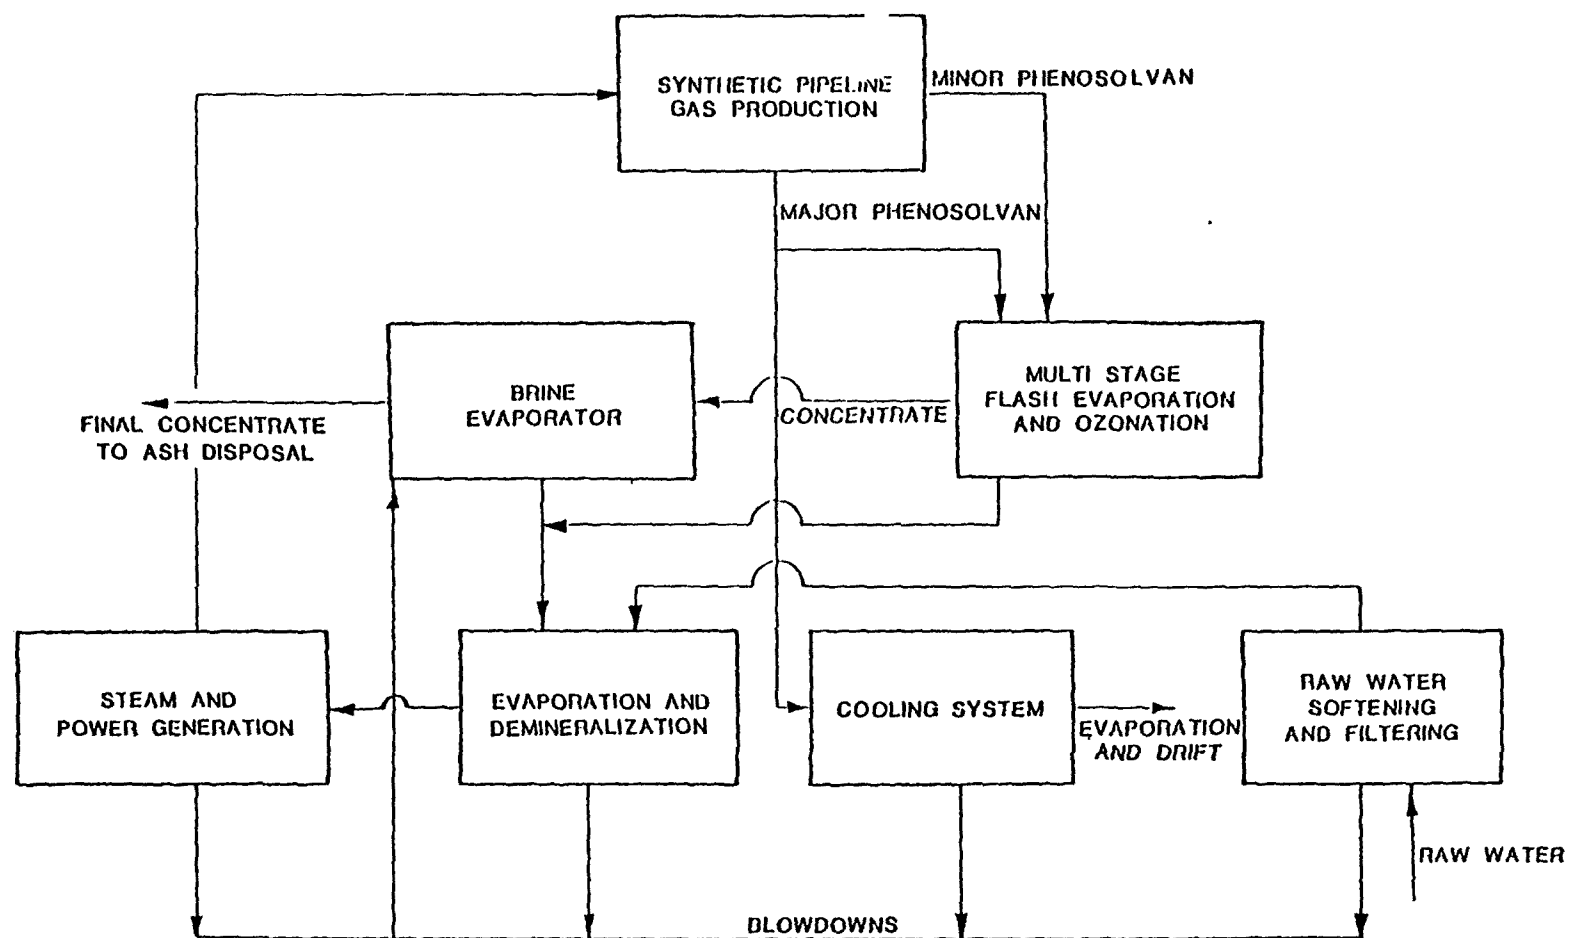 SYNTHETIC PIPELINE
GAS PRODUCTION
MINOR PHENOSOLVAN
MAJOR PHENOSOLVAN
BRINE
EVAPORATOR
CONCENTRATE
MULTI STAGE
FLASH EVAPORATION
AND OZONATION
FINAL CONCENTRATE
TO ASH DISPOSAL
STEAM AND
POWER GENERATION
EVAPORATION AND
DEMINERALIZATION
COOLING SYSTEM
EVAPORATION
AND DRIFT
RAW WATER
SOFTENING
AND FILTERING
RAW WATER
BLOWDOWNS